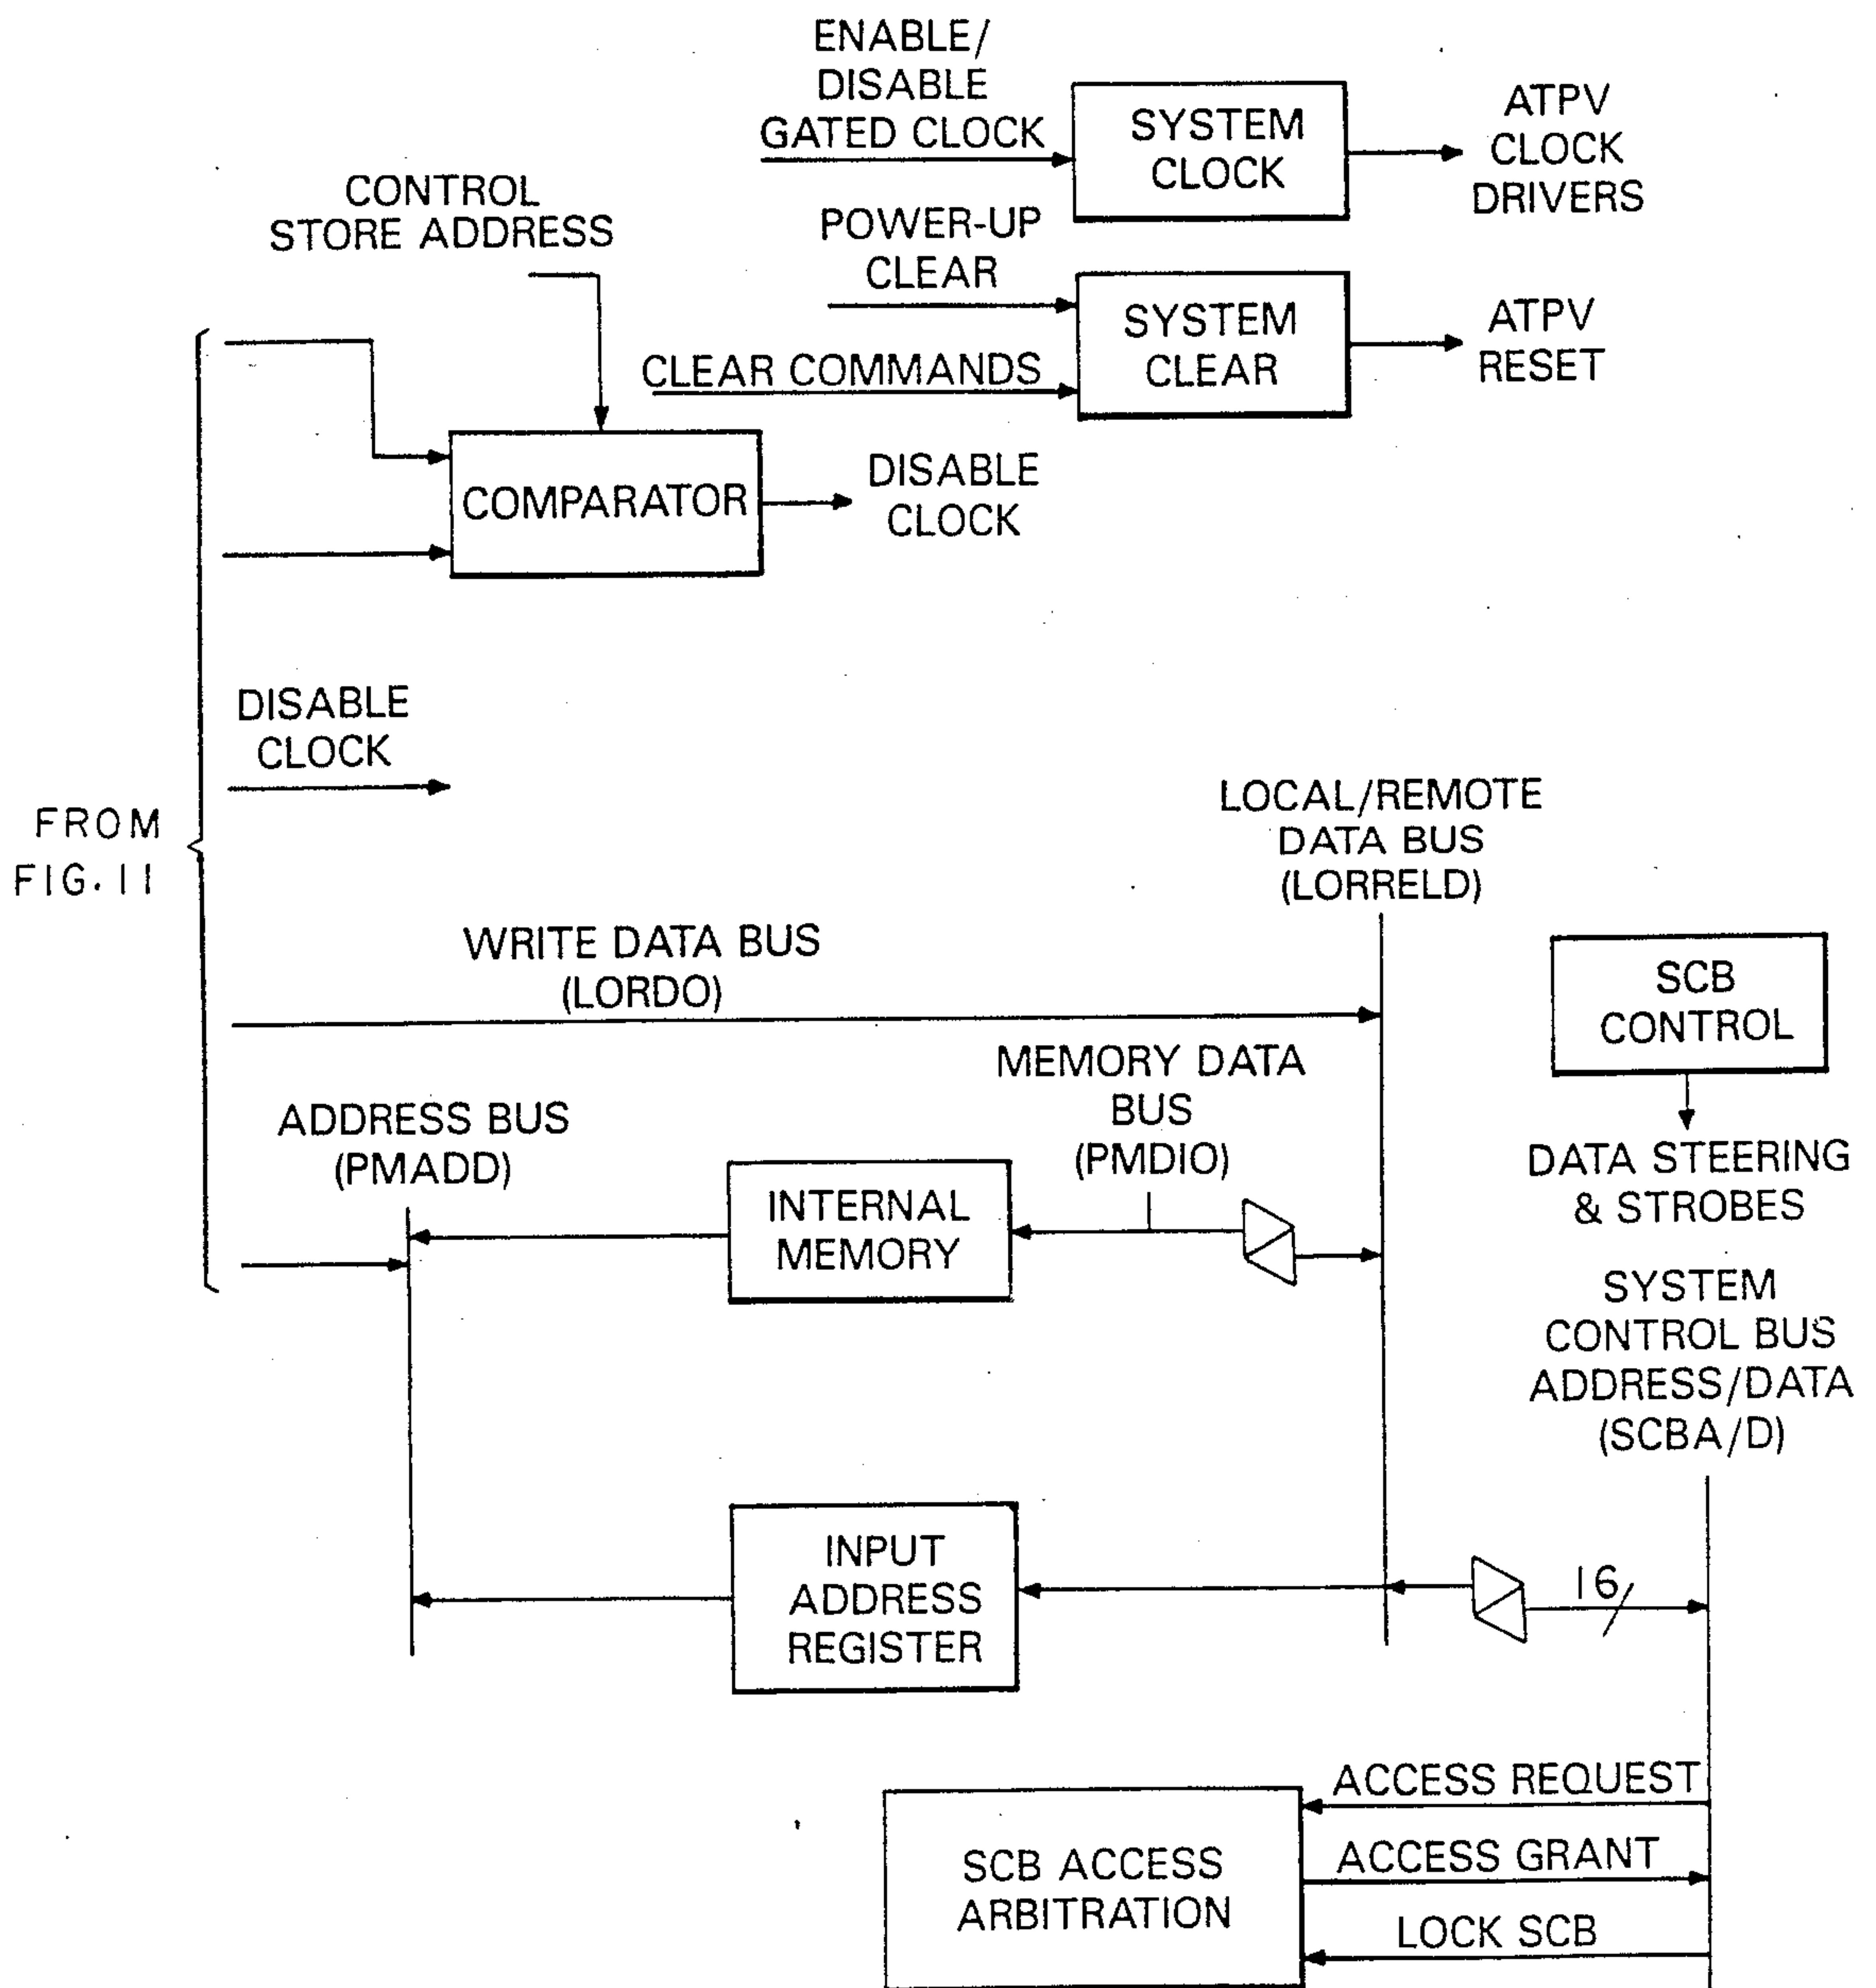 ENABLE/
DISABLE
GATED CLOCK
SYSTEM
CLOCK
ATPV
CLOCK
DRIVERS
CONTROL
STORE ADDRESS
POWER-UP
CLEAR
CLEAR COMMANDS
SYSTEM
CLEAR
ATPV
RESET
COMPARATOR
DISABLE
CLOCK
DISABLE
CLOCK
FROM
FIG. 11
LOCAL/REMOTE
DATA BUS
(LORRELD)
WRITE DATA BUS
(LORDO)
SCB
CONTROL
MEMORY DATA
BUS
(PMDIO)
ADDRESS BUS
(PMADD)
INTERNAL
MEMORY
DATA STEERING
& STROBES
SYSTEM
CONTROL BUS
ADDRESS/DATA
(SCBA/D)
INPUT
ADDRESS
REGISTER
16
ACCESS REQUEST
SCB ACCESS
ARBITRATION
ACCESS GRANT
LOCK SCB